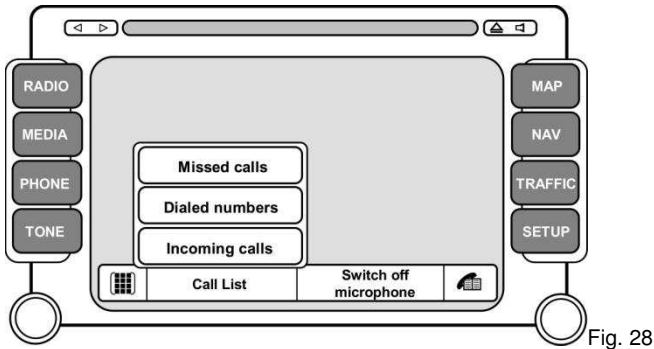 RADIO
MEDIA
PHONE
TONE
MAP
NAV
TRAFFIC
SETUP
Missed calls
Dialed numbers
Incoming calls
Call List
Switch off
microphone
Fig. 28